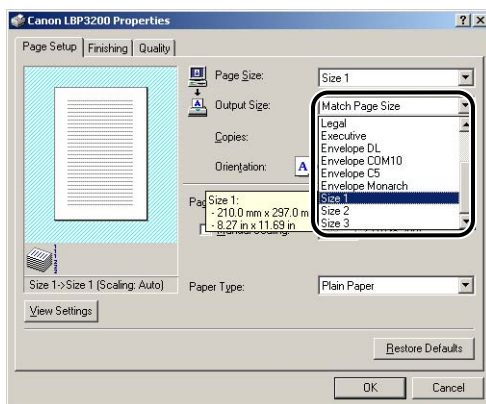 Canon LBP3200 Properties
Page Setup Finishing Quality
Page Size: Size 1
Output Size: Match Page Size
Legal
Copies: Executive
Envelope DL
Envelope COM10
Orientation: A Envelope C5
Envelope Monarch
Pag Size 1: Size 1
- 210.0 mm x 297.0 m Size 2
- 8.27 in x 11.69 in Size 3
Manual Scaling:
Size 1->Size 1 (Scaling: Auto) Paper Type: Plain Paper
View Settings
Restore Defaults
OK Cancel